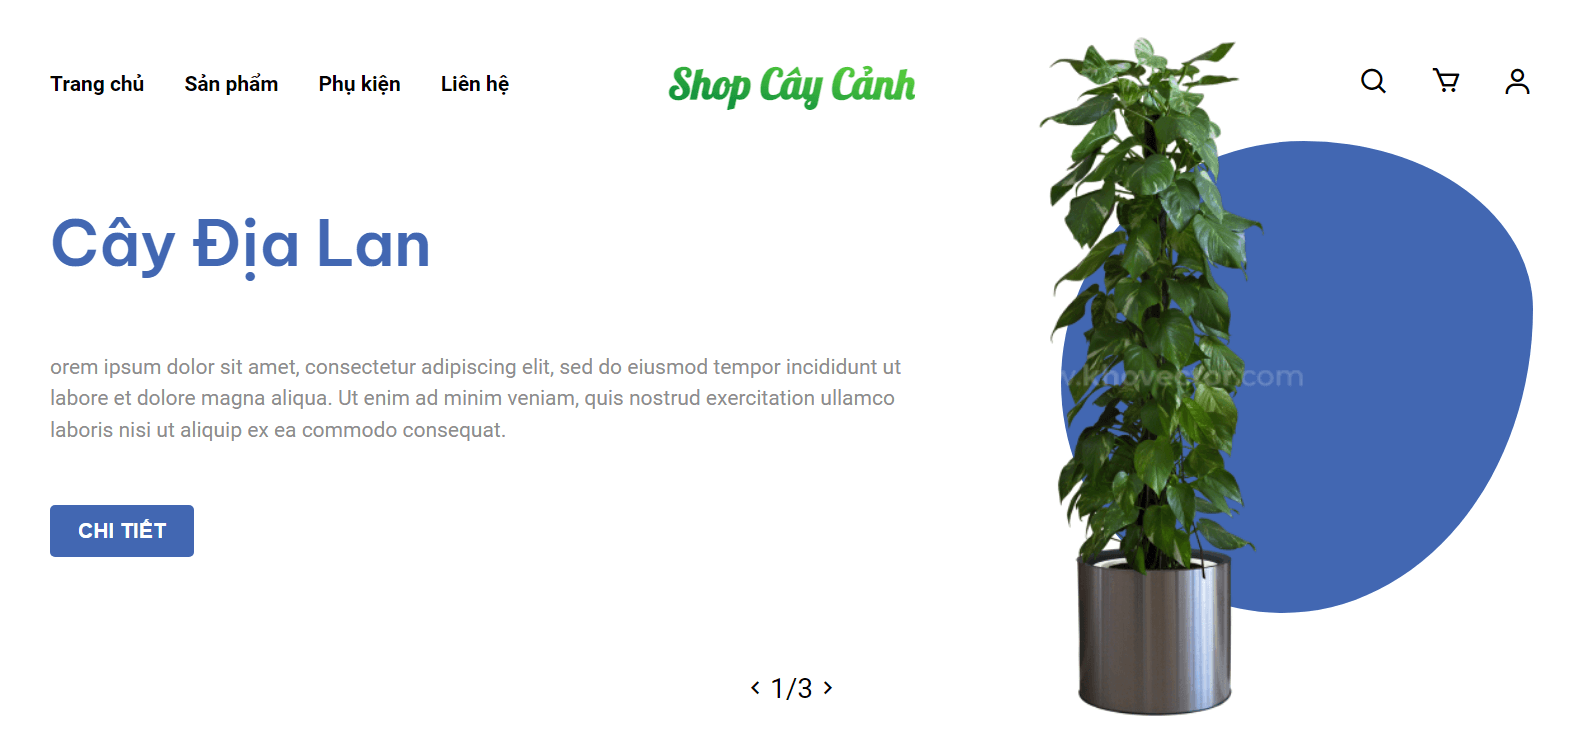 Trang chủ Sản phẩm Phụ kiện Liên hệ Shop Cây Cảnh
Cây Địa Lan
orem ipsum dolor sit amet, consectetur adipiscing elit, sed do eiusmod tempor incididunt ut
labore et dolore magna aliqua. Ut enim ad minim veniam, quis nostrud exercitation ullamco
laboris nisi ut aliquip ex ea commodo consequat.
CHI TIẾT
1/3